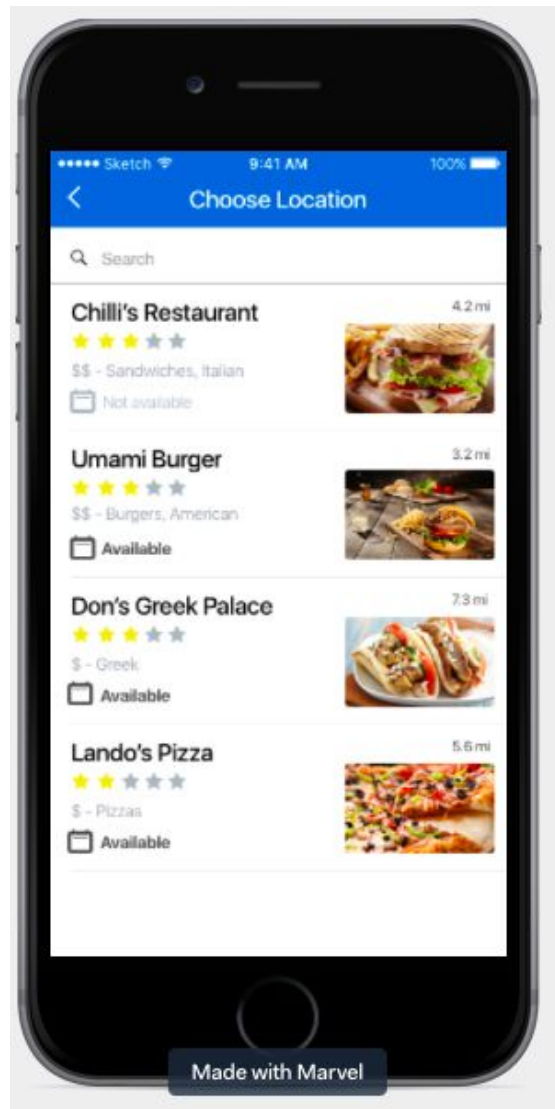 Sketch 9:41 AM 100%
Choose Location
Search
Chilli's Restaurant 4.2 mi
$$ - Sandwiches, Italian
Not available
Umami Burger 3.2 mi
$$ - Burgers, American
Available
Don's Greek Palace 7.3 mi
$ - Greek
Available
Lando's Pizza 5.6 mi
$ - Pizzas
Available
Made with Marvel